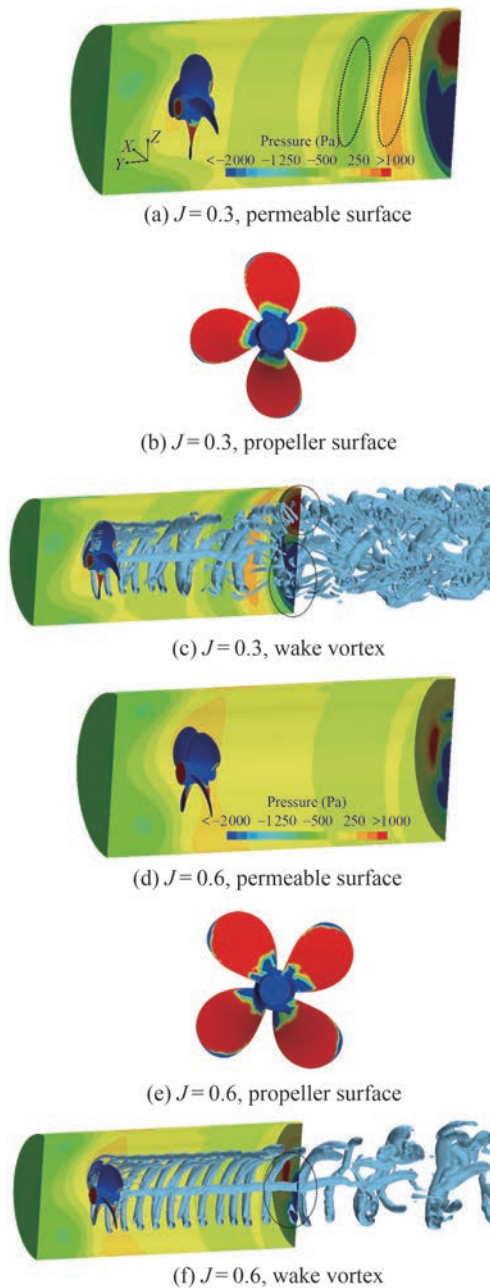 X
Y
Z
Pressure (Pa)
<−2000 −1250 −500 250 >1000
(a) J = 0.3, permeable surface
(b) J = 0.3, propeller surface
(c) J = 0.3, wake vortex
Pressure (Pa)
<−2000 −1250 −500 250 >1000
(d) J = 0.6, permeable surface
(e) J = 0.6, propeller surface
(f) J = 0.6, wake vortex